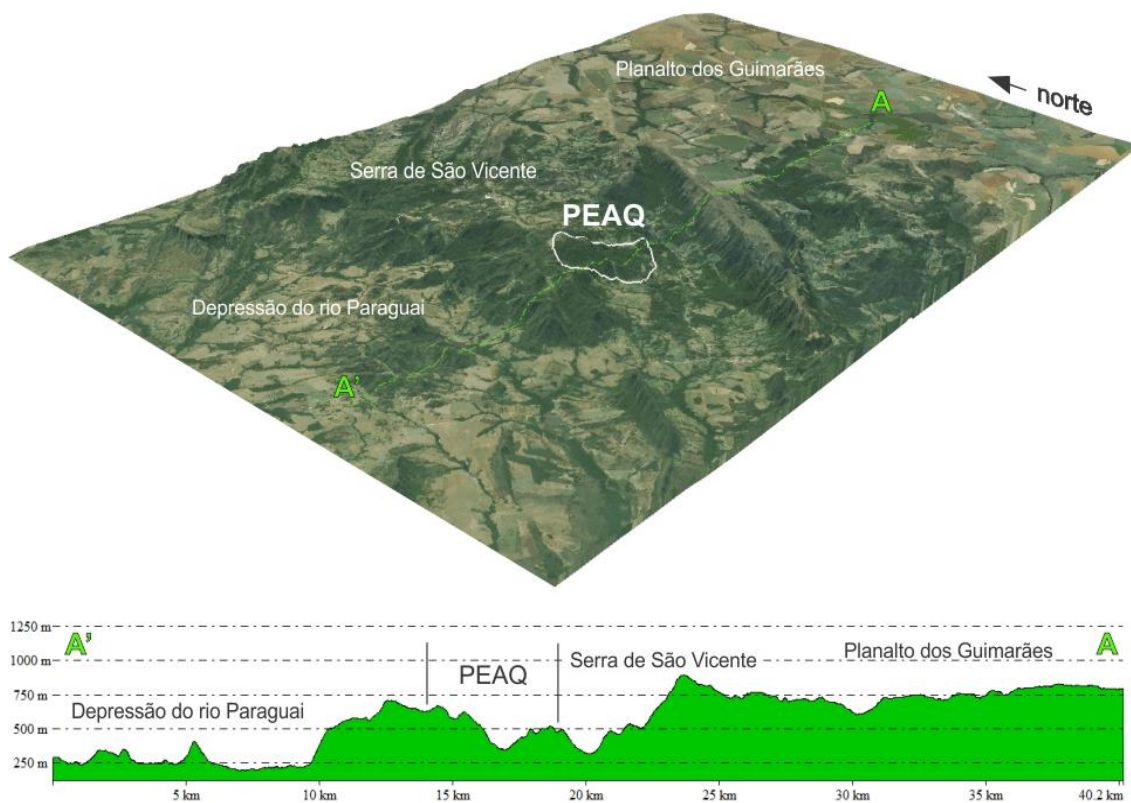 Planalto dos Guimarães
A
norte
Serra de São Vicente
PEAQ
Depressão do rio Paraguai
A'
1250 m
A'
A
1000 m
PEAQ
Serra de São Vicente
Planalto dos Guimarães
750 m
Depressão do rio Paraguai
500 m
250 m
5 km
10 km
15 km
20 km
25 km
30 km
35 km
40.2 km